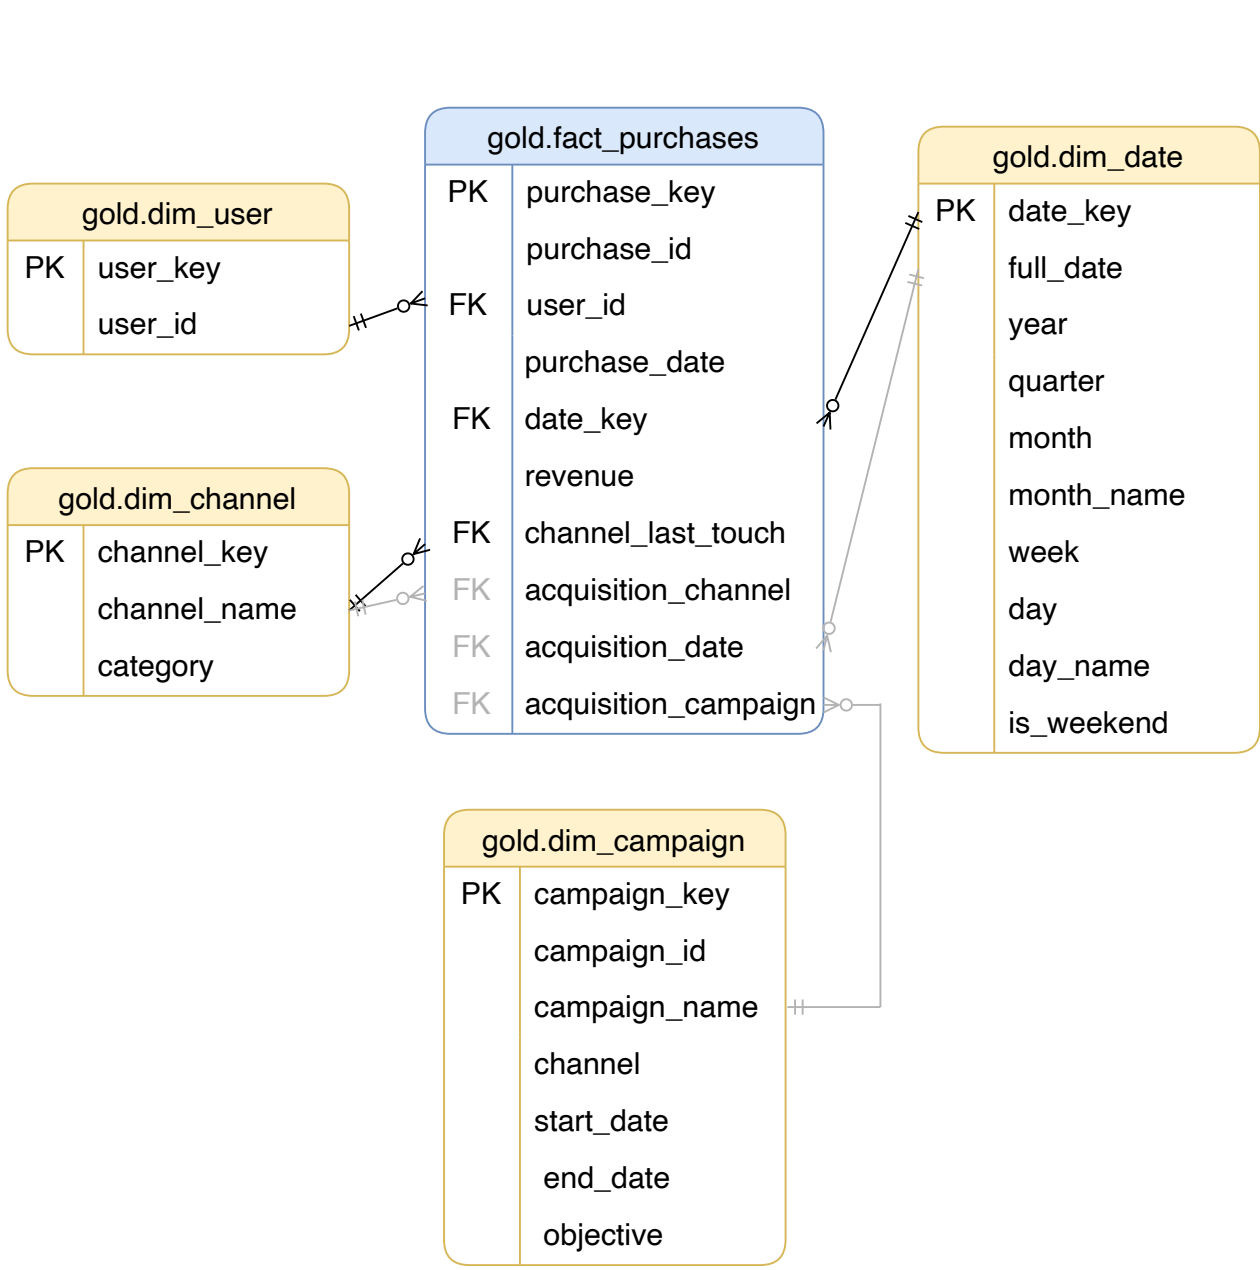 gold.fact_purchases
PK purchase_key
purchase_id
FK user_id
purchase_date
FK date_key
revenue
FK channel_last_touch
FK acquisition_channel
FK acquisition_date
FK acquisition_campaign
gold.dim_user
PK user_key
user_id
gold.dim_channel
PK channel_key
channel_name
category
gold.dim_date
PK date_key
full_date
year
quarter
month
month_name
week
day
day_name
is_weekend
gold.dim_campaign
PK campaign_key
campaign_id
campaign_name
channel
start_date
end_date
objective